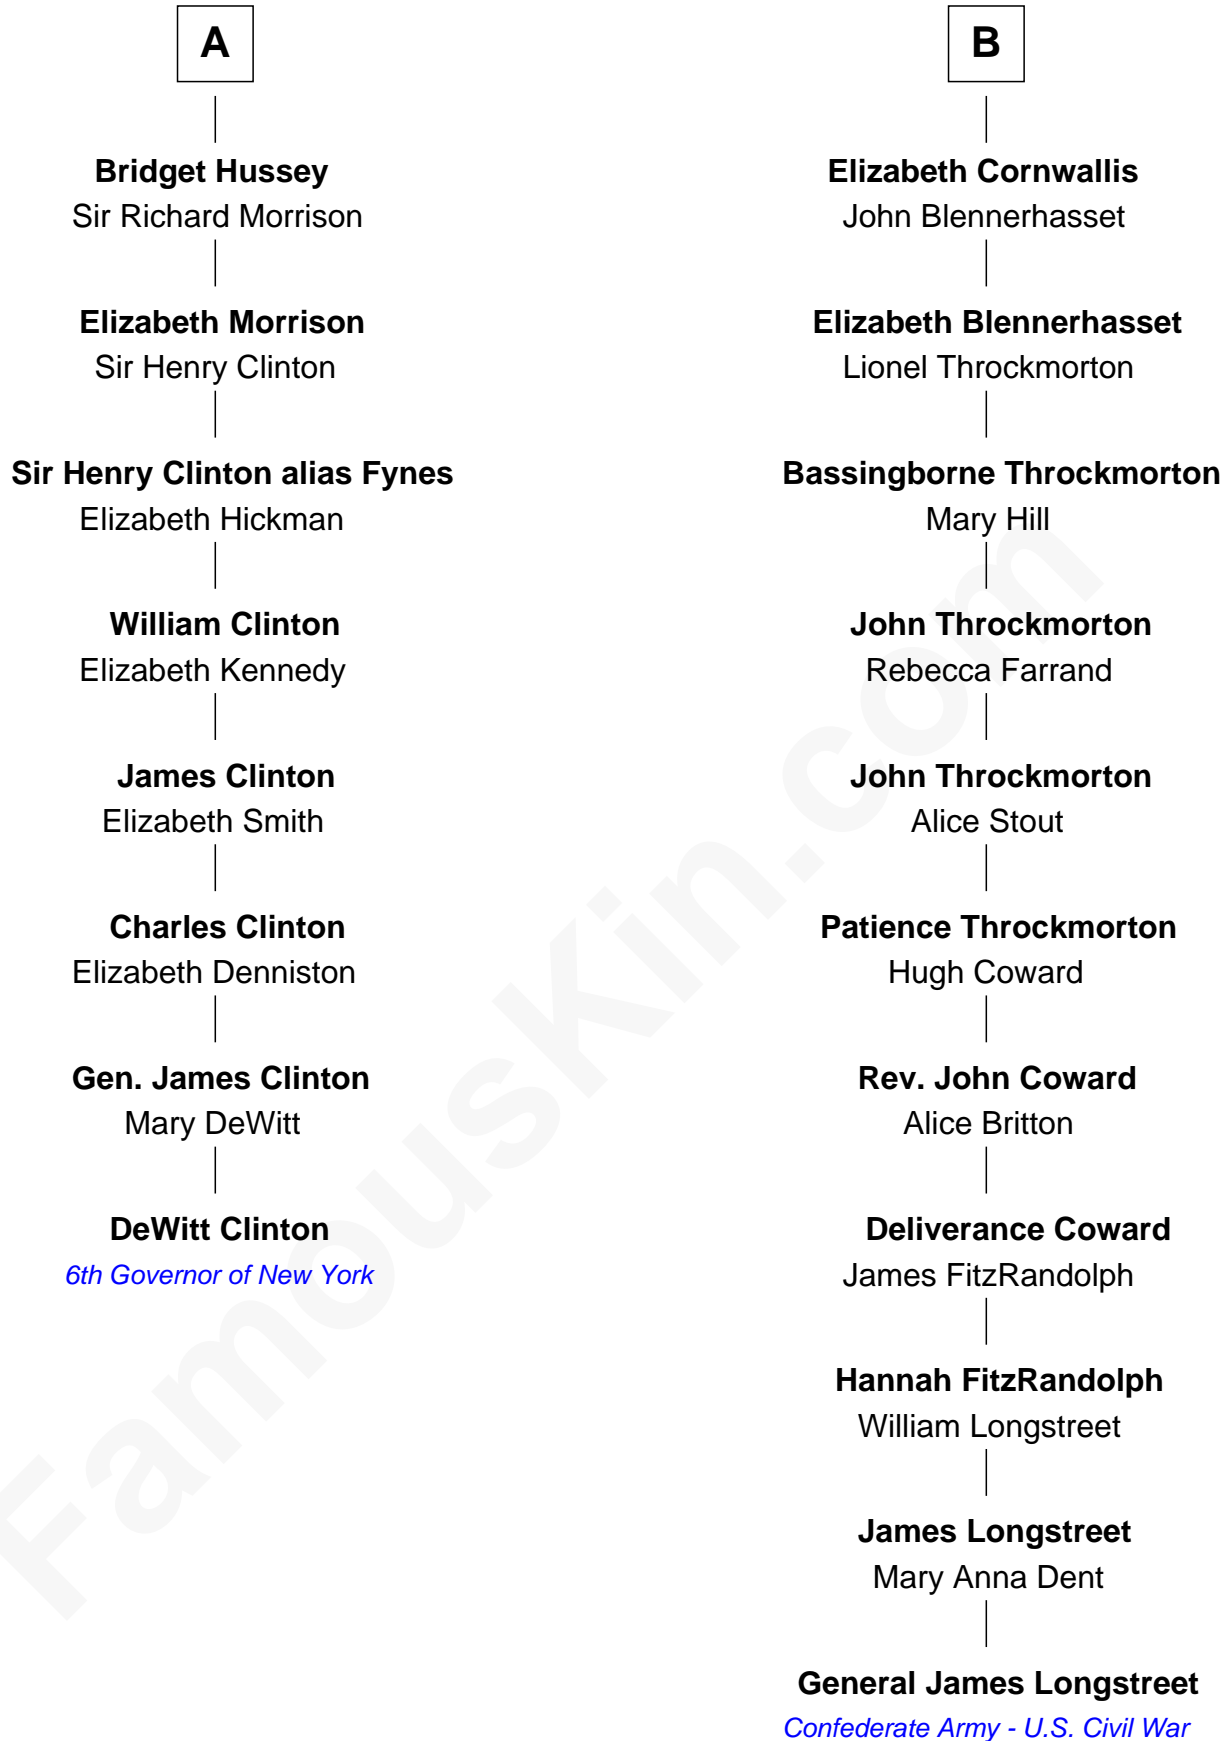 A
Bridget Hussey
Sir Richard Morrison
Elizabeth Morrison
Sir Henry Clinton
Sir Henry Clinton alias Fynes
Elizabeth Hickman
William Clinton
Elizabeth Kennedy
James Clinton
Elizabeth Smith
Charles Clinton
Elizabeth Denniston
Gen. James Clinton
Mary DeWitt
DeWitt Clinton
6th Governor of New York
B
Elizabeth Cornwallis
John Blennerhasset
Elizabeth Blennerhasset
Lionel Throckmorton
Bassingborne Throckmorton
Mary Hill
John Throckmorton
Rebecca Farrand
John Throckmorton
Alice Stout
Patience Throckmorton
Hugh Coward
Rev. John Coward
Alice Britton
Deliverance Coward
James FitzRandolph
Hannah FitzRandolph
William Longstreet
James Longstreet
Mary Anna Dent
General James Longstreet
Confederate Army - U.S. Civil War
FamousKin.com